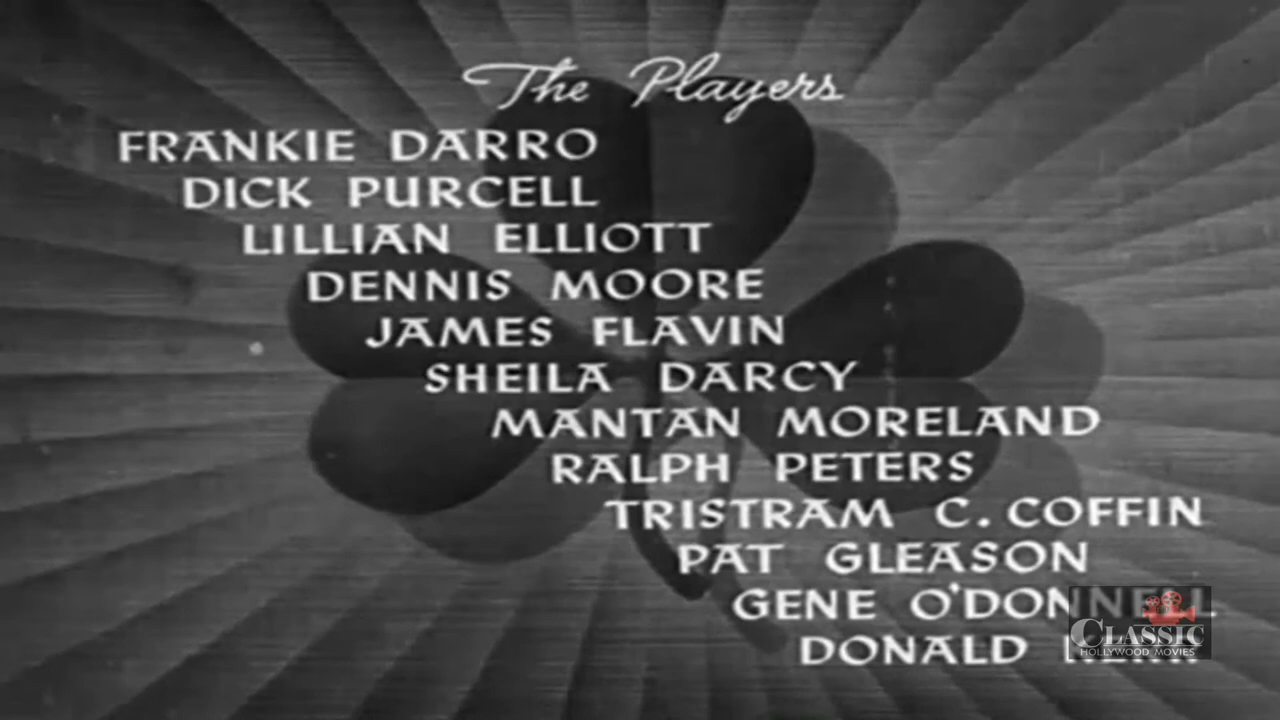 The Players
FRANKIE DARRO
DICK PURCELL
LILLIAN ELLIOTT
DENNIS MOORE
JAMES FLAVIN
SHEILA DARCY
MANTAN MORELAND
RALPH PETERS
TRISTRAM C. COFFIN
PAT GLEASON
GENE O'DONNELL
DONALD
CLASSIC
HOLLYWOOD MOVIES